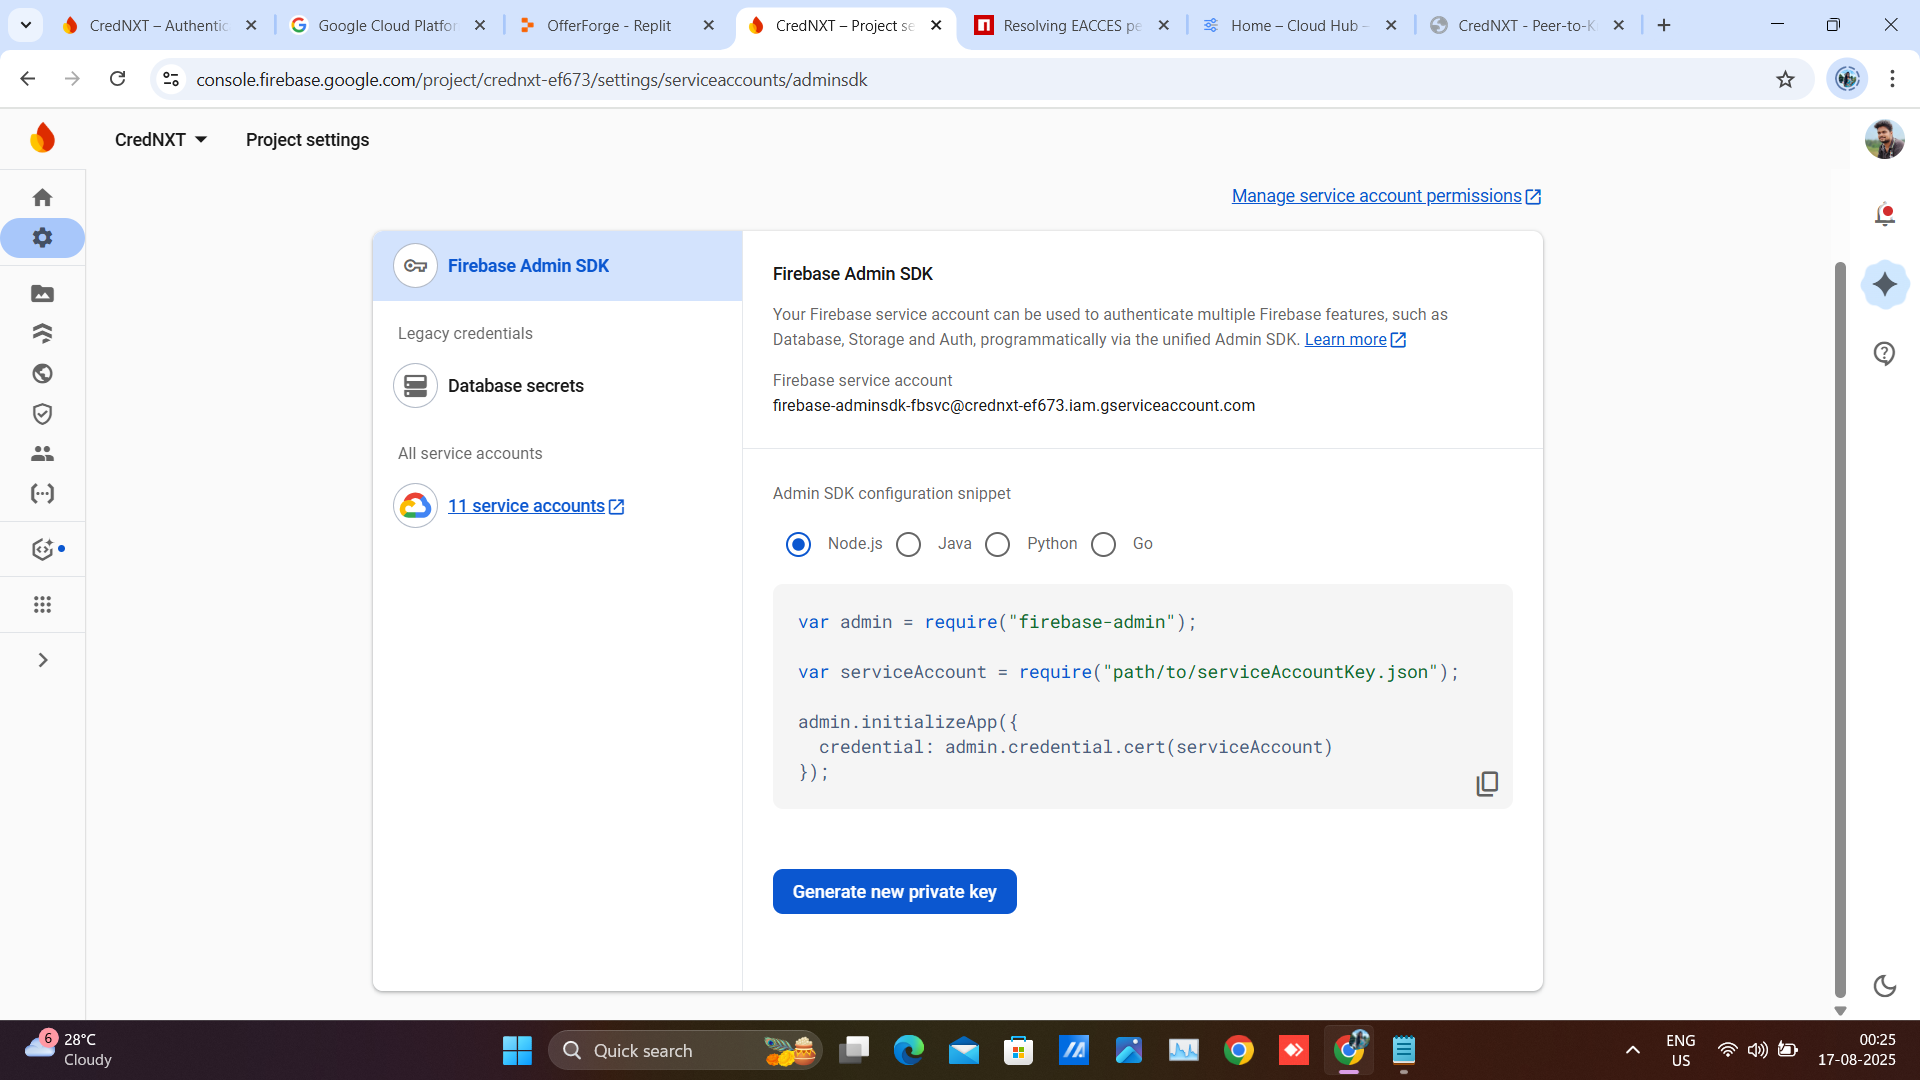 CredNXT – Authentic
Google Cloud Platfor
OfferForge - Replit
CredNXT – Project se
Resolving EACCES pe
Home – Cloud Hub –
CredNXT - Peer-to-K
console.firebase.google.com/project/crednxt-ef673/settings/serviceaccounts/adminsdk
CredNXT
Project settings
Manage service account permissions
Firebase Admin SDK
Legacy credentials
Database secrets
All service accounts
11 service accounts
Firebase Admin SDK
Your Firebase service account can be used to authenticate multiple Firebase features, such as
Database, Storage and Auth, programmatically via the unified Admin SDK. Learn more
Firebase service account
firebase-adminsdk-fbsvc@crednxt-ef673.iam.gserviceaccount.com
Admin SDK configuration snippet
Node.js
Java
Python
Go
var admin = require("firebase-admin");
var serviceAccount = require("path/to/serviceAccountKey.json");
admin.initializeApp({
credential: admin.credential.cert(serviceAccount)
});
Generate new private key
6
28°C
Cloudy
Quick search
ENG
US
00:25
17-08-2025